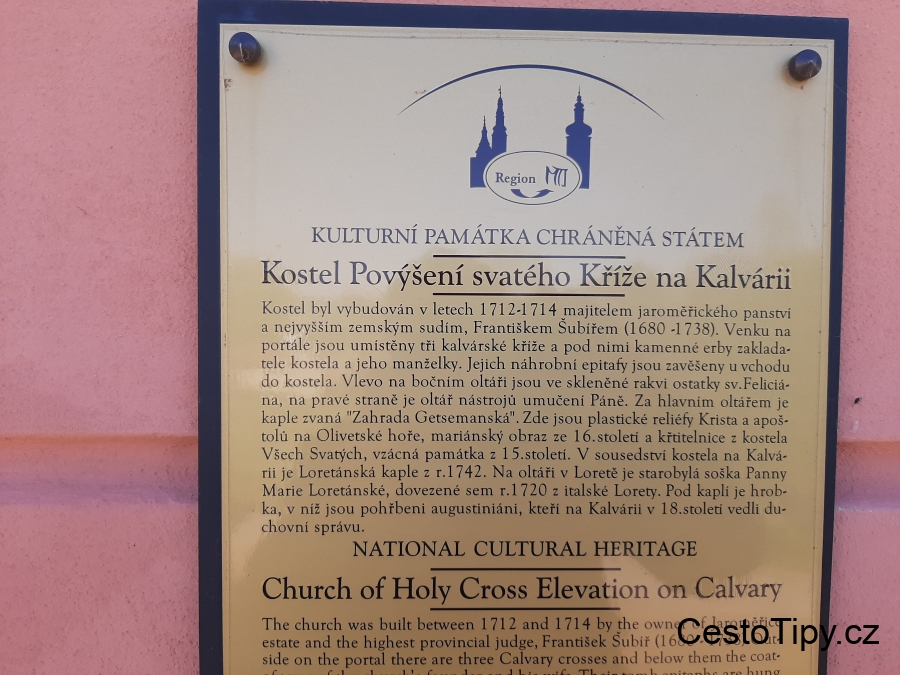 Region MTJ
KULTURNÍ PAMÁTKA CHRÁNĚNÁ STÁTEM
Kostel Povýšení svatého Kříže na Kalvárii
Kostel byl vybudován v letech 1712-1714 majitelem jaroměřického panství
a nejvyšším zemským sudím, Františkem Šubířem (1680 -1738). Venku na
portále jsou umístěny tři kalvárské kříže a pod nimi kamenné erby zaklada-
tele kostela a jeho manželky. Jejich náhrobní epitafy jsou zavěšeny u vchodu
do kostela. Vlevo na bočním oltáři jsou ve skleněné rakvi ostatky sv.Feliciá-
na, na pravé straně je oltář nástrojů umučení Páně. Za hlavním oltářem je
kaple zvaná "Zahrada Getsemanská". Zde jsou plastické reliéfy Krista a apoš-
tolů na Olivetské hoře, mariánský obraz ze 16.století a křtitelnice z kostela
Všech Svatých, vzácná památka z 15.století. V sousedství kostela na Kalvá-
rii je Loretánská kaple z r.1742. Na oltáři v Loretě je starobylá soška Panny
Marie Loretánské, dovezené sem r.1720 z italské Lorety. Pod kaplí je hrob-
ka, v níž jsou pohřbeni augustiniáni, kteří na Kalvárii v 18.století vedli du-
chovní správu.
NATIONAL CULTURAL HERITAGE
Church of Holy Cross Elevation on Calvary
The church was built between 1712 and 1714 by the owner of Jaroměřice
estate and the highest provincial judge, František Šubíř
side on the portal there are three Calvary crosses and below them the coat-
CestoTipy.cz